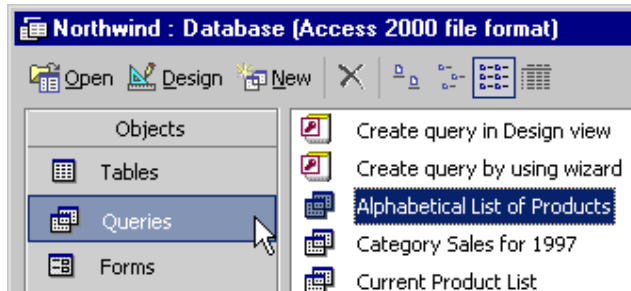 Northwind : Database (Access 2000 file format)
Open Design New
Objects
Tables
Queries
Forms
Create query in Design view
Create query by using wizard
Alphabetical List of Products
Category Sales for 1997
Current Product List